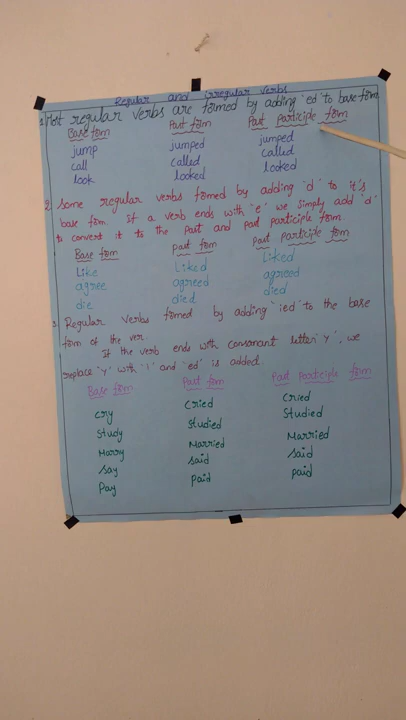 Regular and Irregular verbs
1. Most regular verbs are formed by adding 'ed' to base form.
Base form Past form Past participle form
jump jumped jumped
call called called
look looked looked
2. Some regular verbs formed by adding 'd' to it's
base form. If a verb ends with 'e' we simply add 'd'
to convert it to the Past and past participle form.
Base form past form past participle form
Like Liked Liked
agree agreed agreed
die died died
3. Regular verbs formed by adding 'ied' to the base
form of the ver.
If the verb ends with consonant letter 'y', we
replace 'y' with 'i' and 'ed' is added.
Base form Past form Past participle form
cry cried cried
Study Studied Studied
Marry Married Married
say said said
Pay paid paid